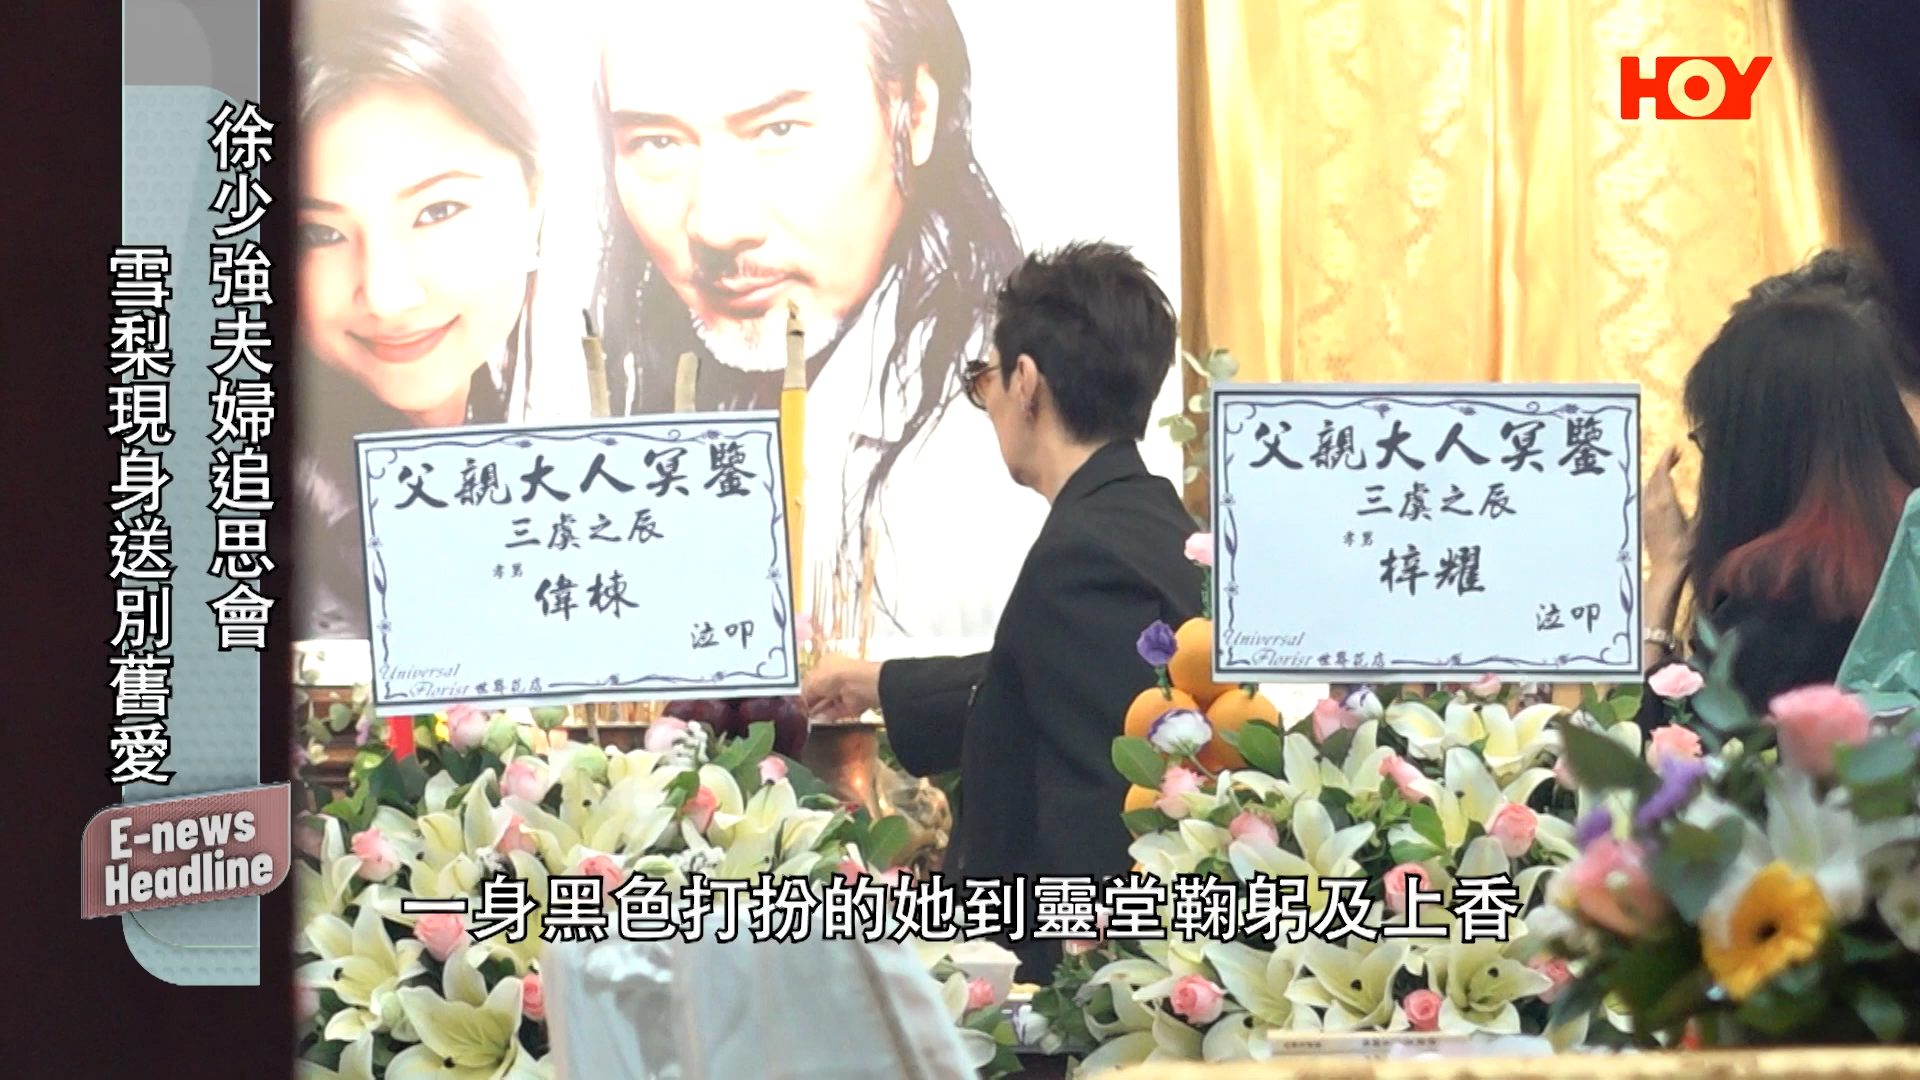 徐少強夫婦追思會
雪梨現身送別舊愛
E-news
Headline
HOY
父親大人冥鑒
三虞之辰
孝男
偉棟
泣叩
Universal
Florist 世界花店
父親大人冥鑒
三虞之辰
孝男
梓耀
泣叩
Universal
Florist 世界花店
一身黑色打扮的她到靈堂鞠躬及上香